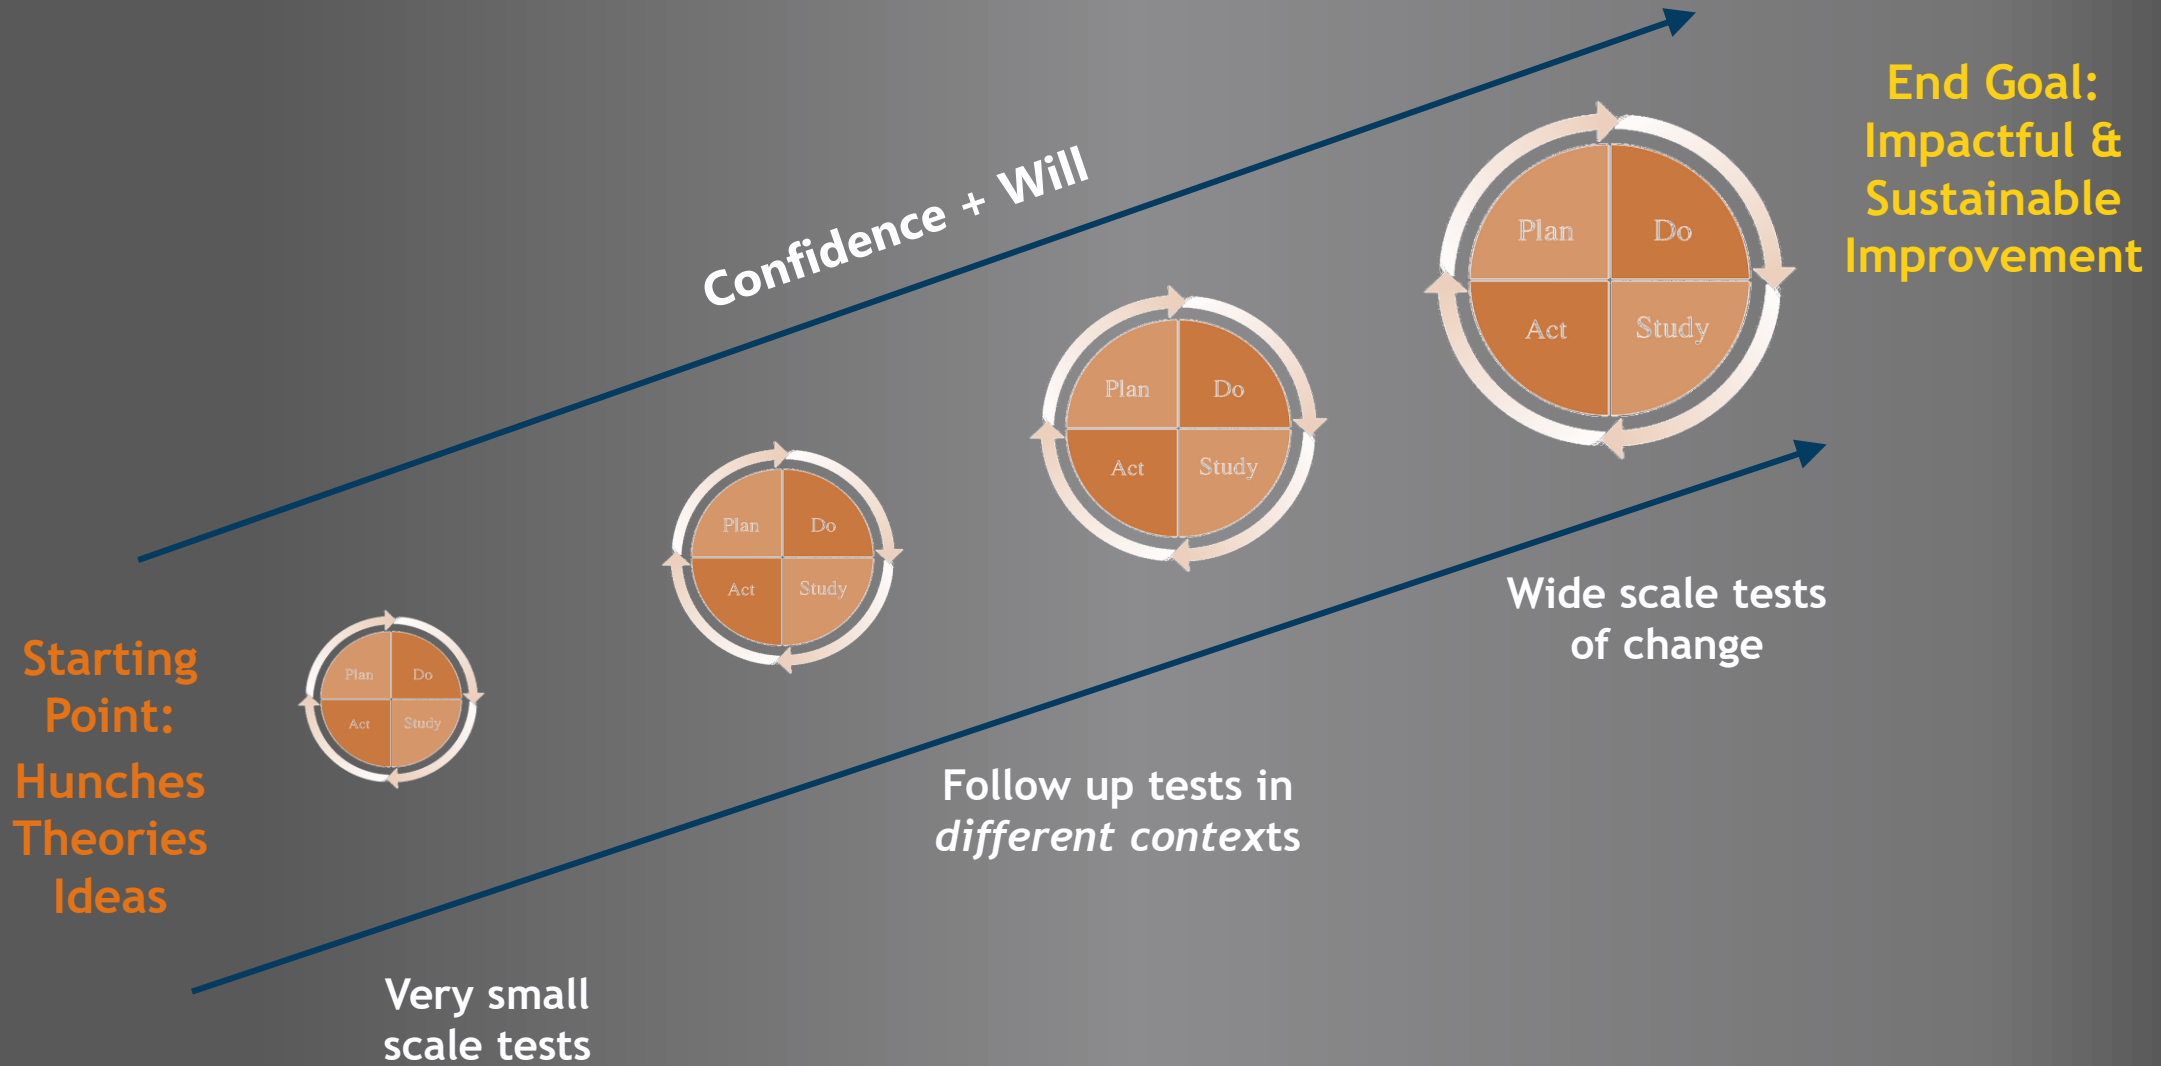 End Goal:
Impactful &
Sustainable
Improvement
Confidence + Will
Plan Do
Act Study
Plan Do
Act Study
Plan Do
Act Study
Plan Do
Act Study
Starting
Point:
Hunches
Theories
Ideas
Wide scale tests
of change
Follow up tests in
different contexts
Very small
scale tests